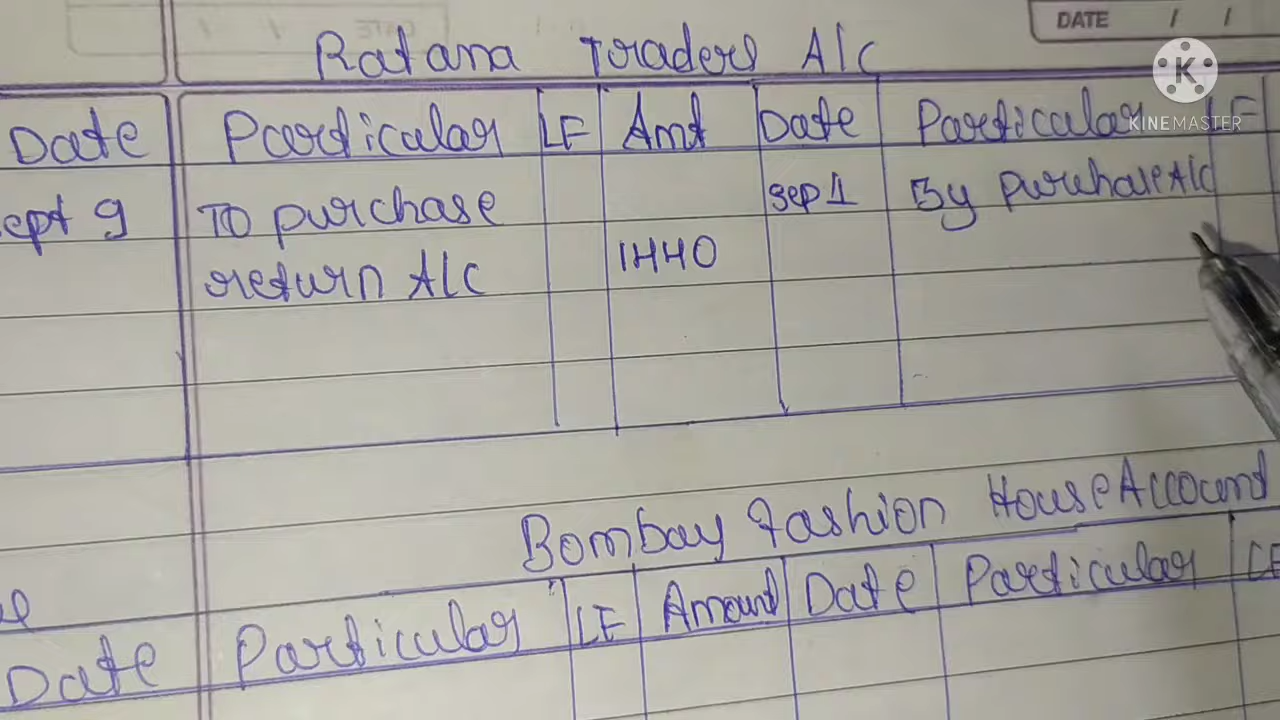 DATE / /
Ratana Traders A/C
Date Particular LF Amt Date Particular LF
KINEMASTER
Sep 1 By purchase A/C
ept 9 To purchase
return A/C 1440
Bombay Fashion House Account
Date Particular LF Amount Date Particular